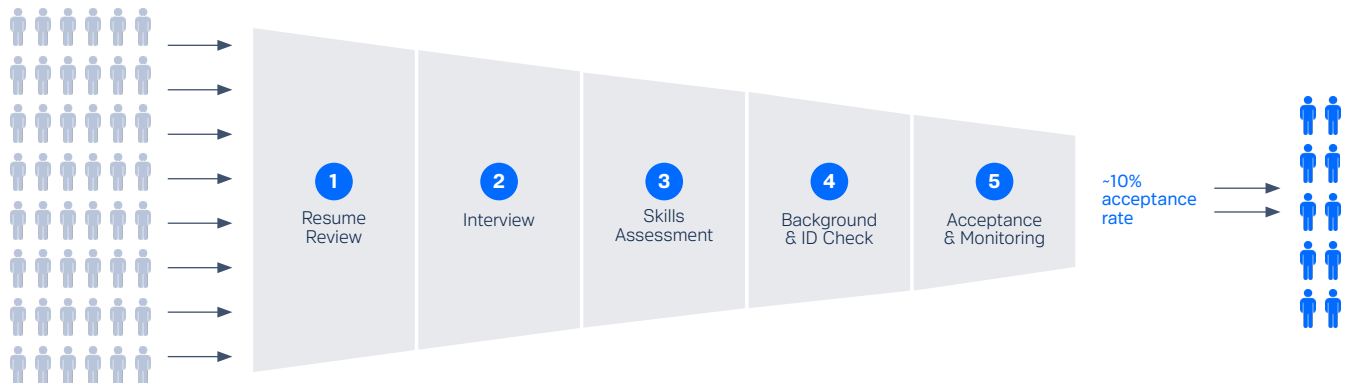 1
Resume
Review
2
Interview
3
Skills
Assessment
4
Background
& ID Check
5
Acceptance
& Monitoring
~10%
acceptance
rate